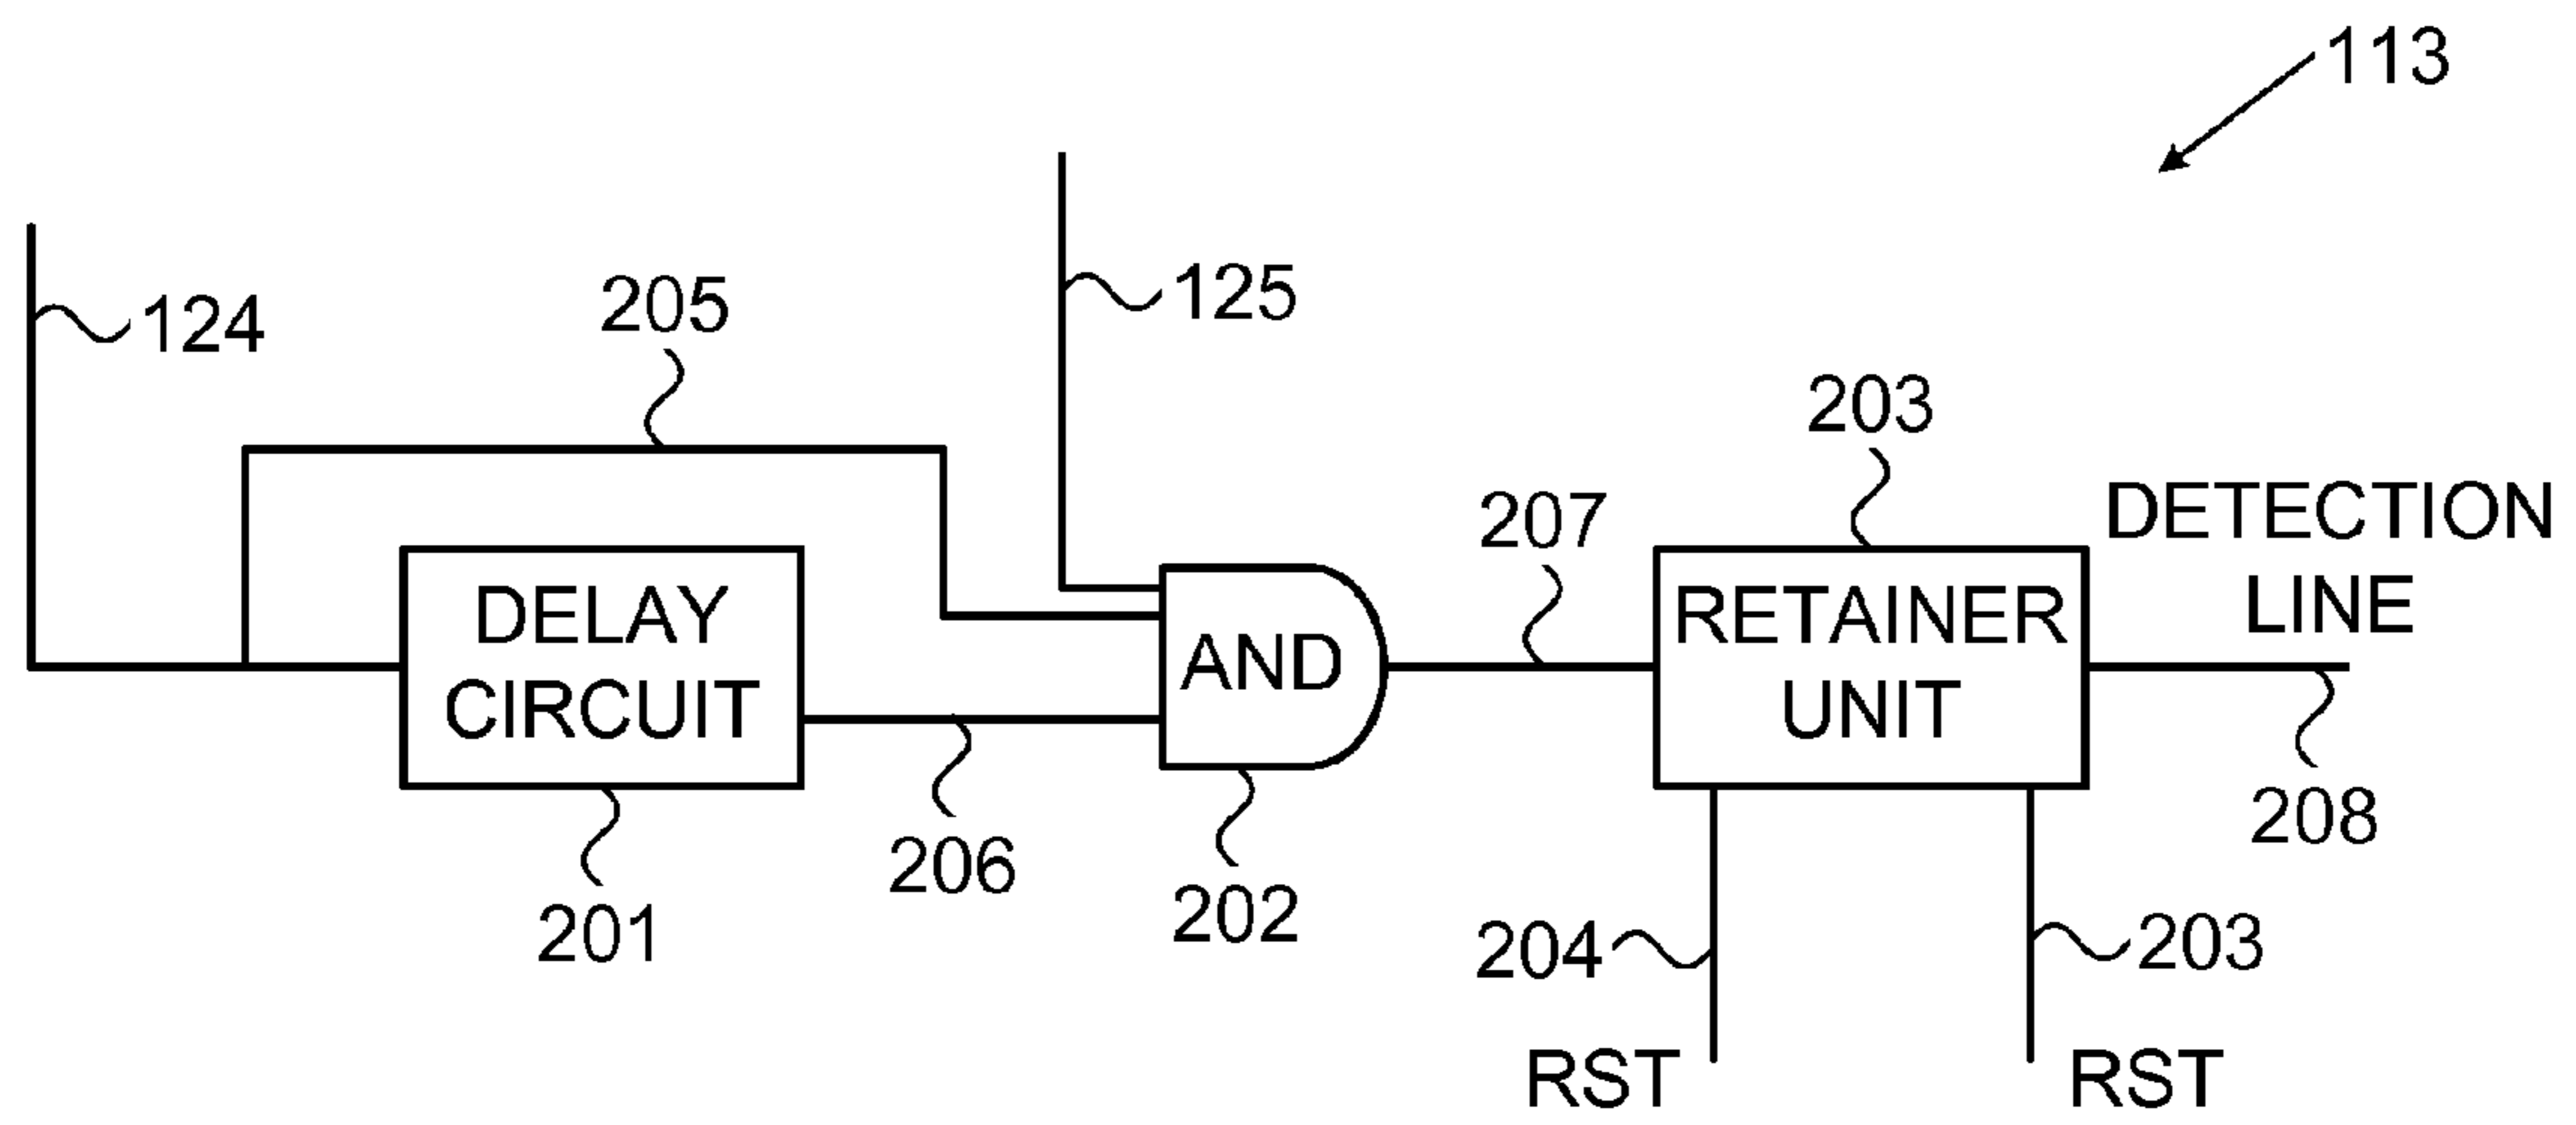 113
124
205
125
203
DETECTION
LINE
207
DELAY
CIRCUIT
AND
RETAINER
UNIT
208
206
202
201
204
203
RST
RST